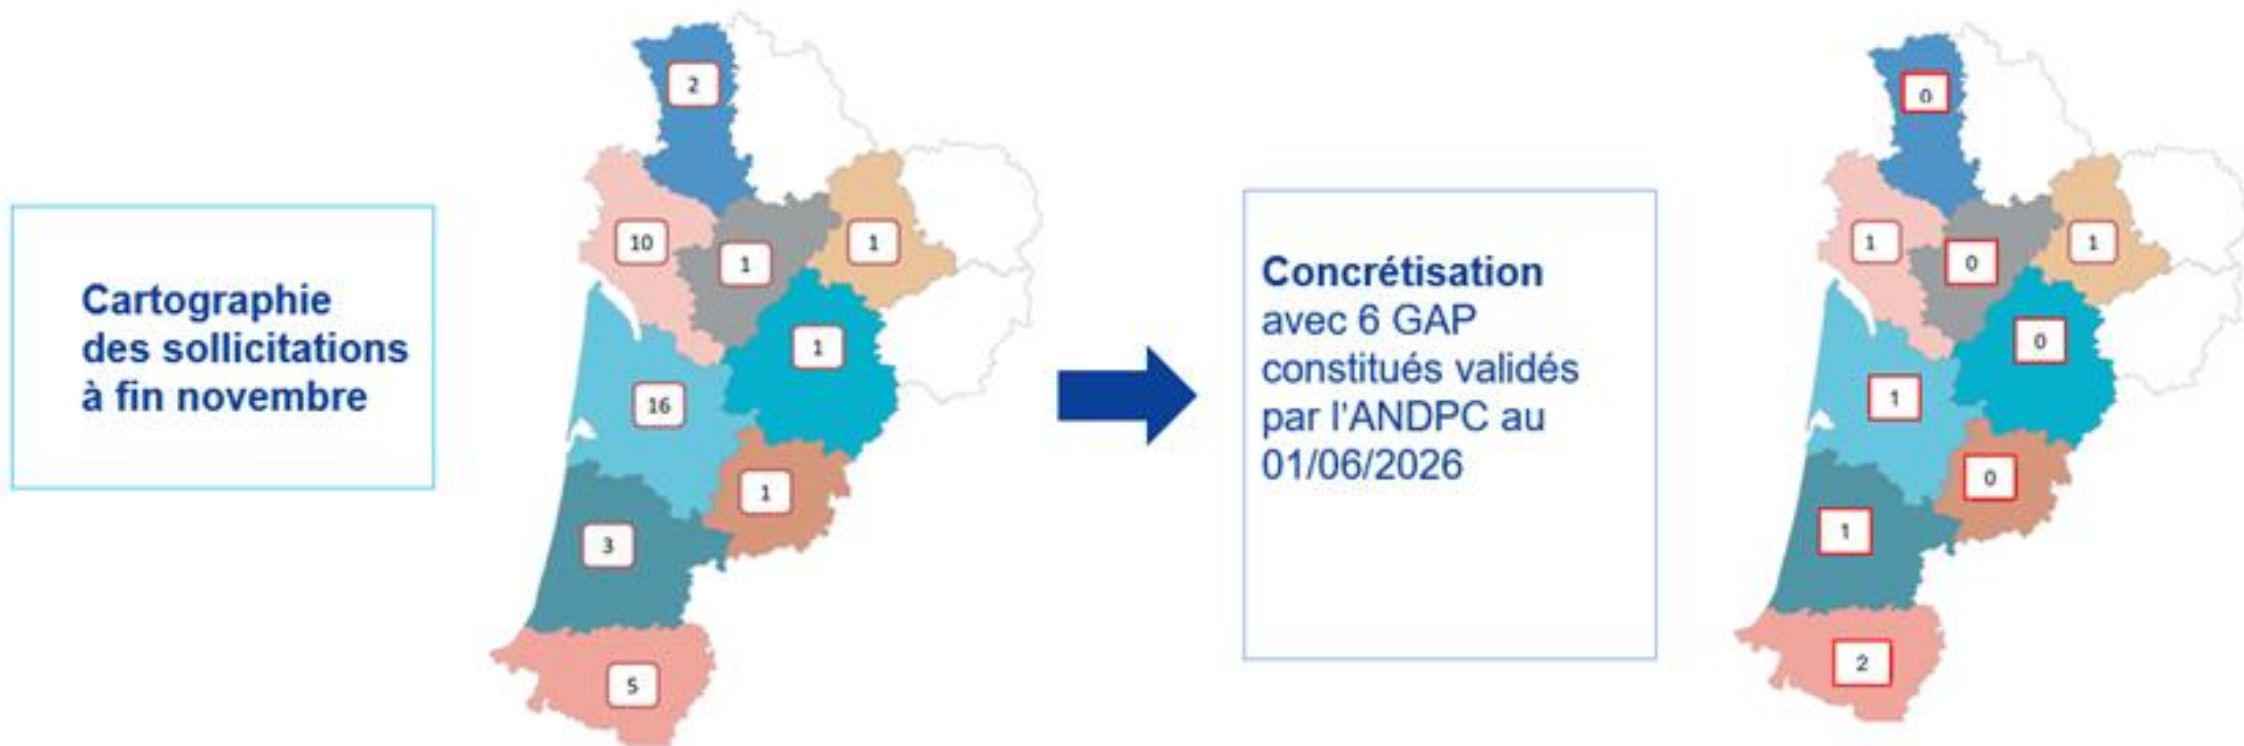 Cartographie
des sollicitations
à fin novembre
2
10
1
1
1
16
1
3
5
Concrétisation
avec 6 GAP
constitués validés
par l'ANDPC au
01/06/2026
0
1
0
1
0
1
0
1
2